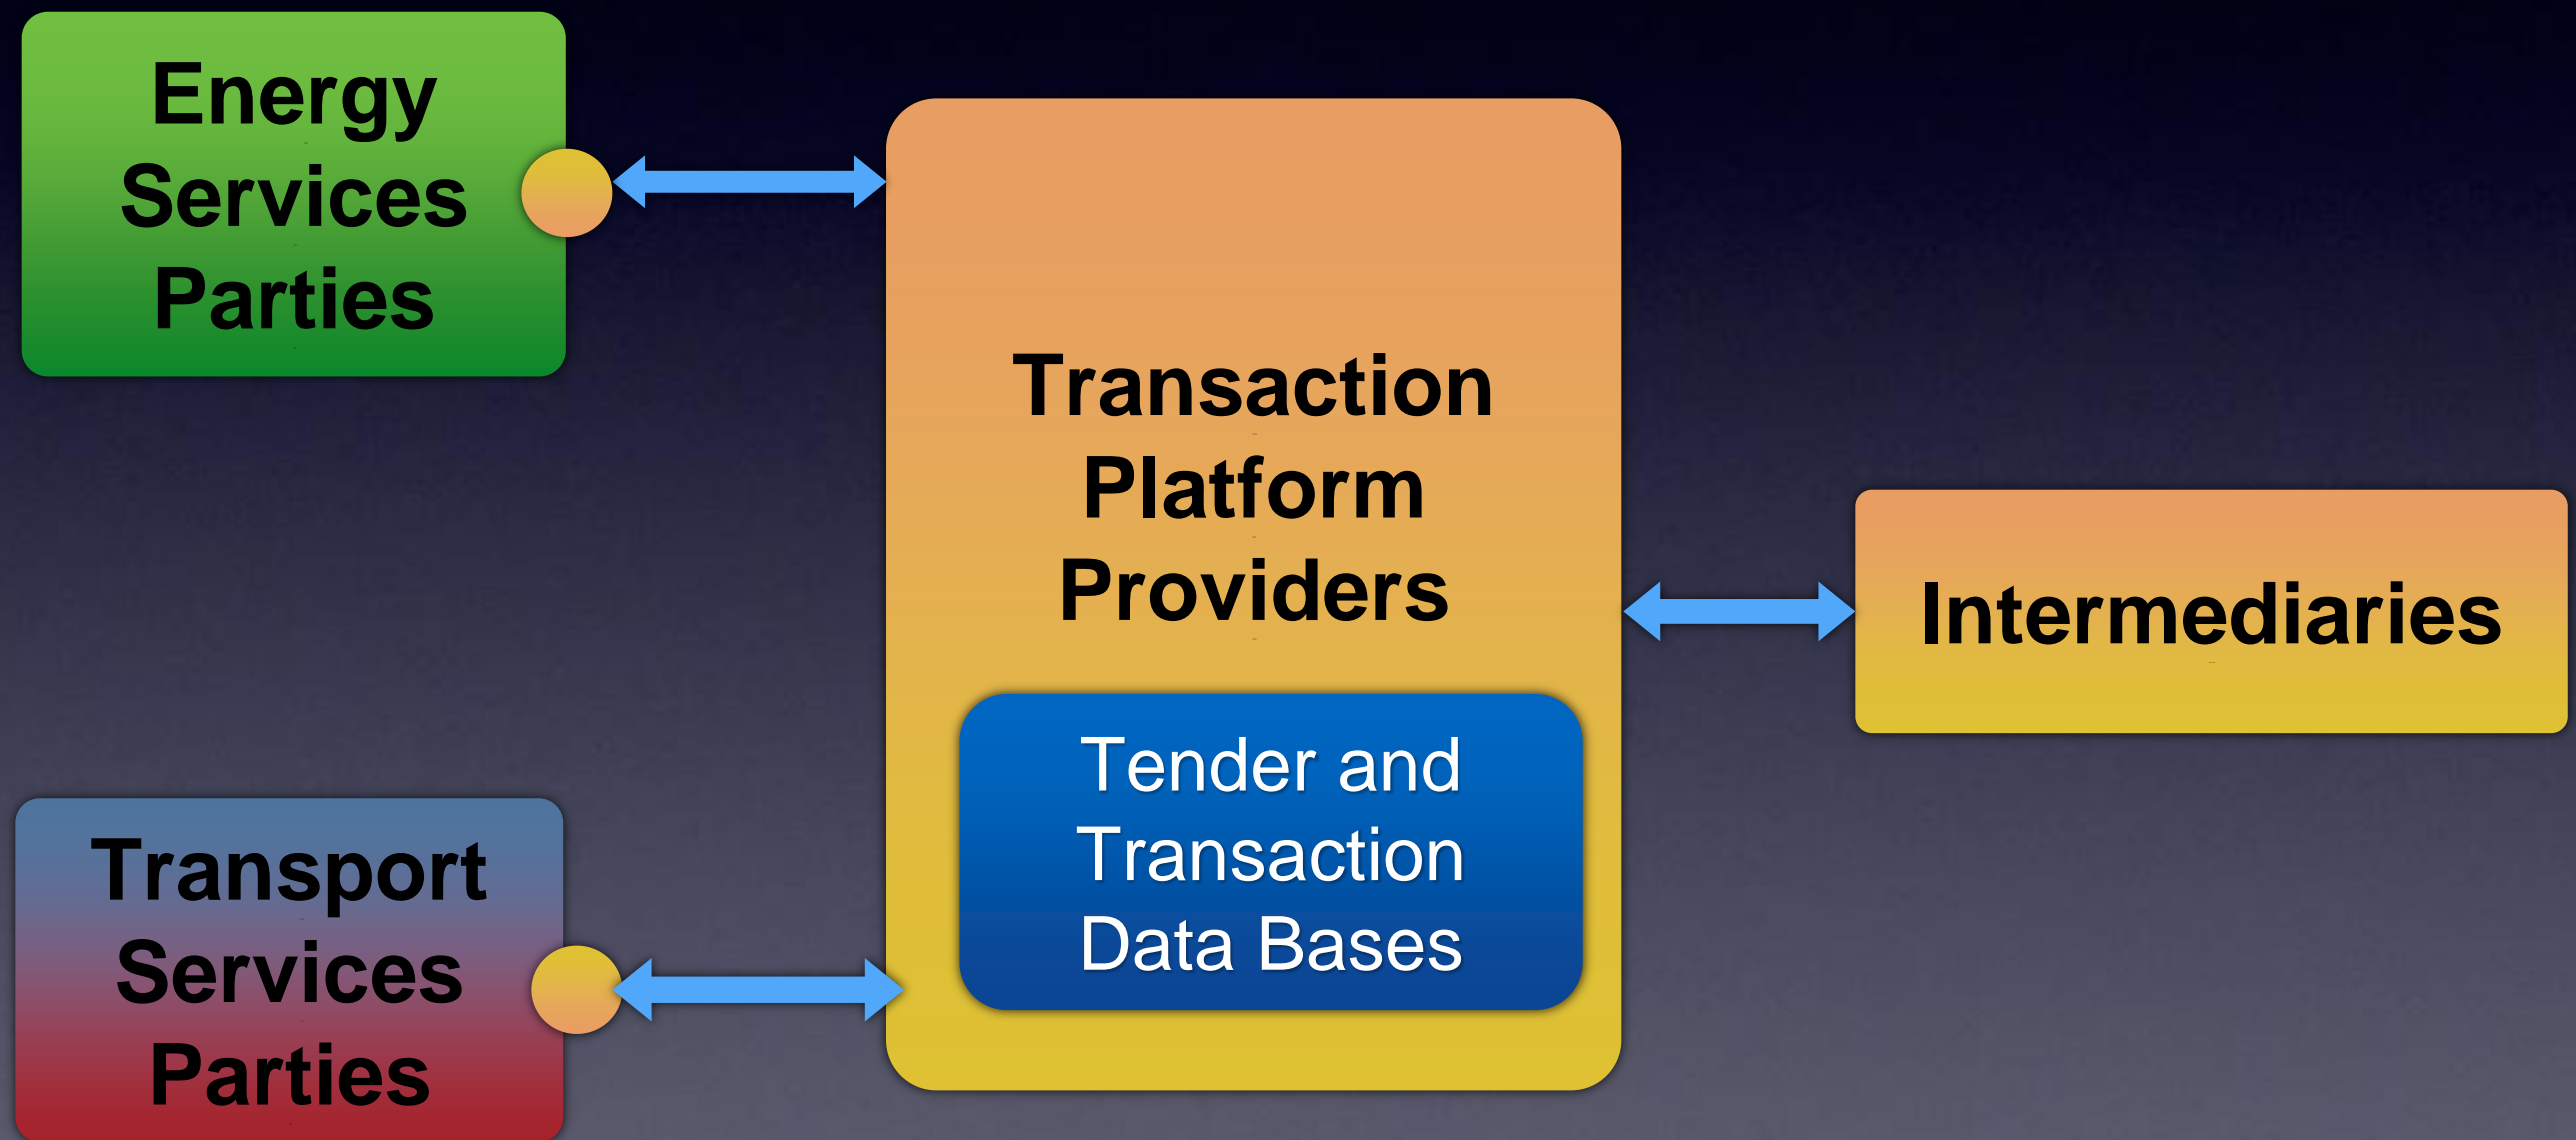 Energy
Services
Parties
Transaction
Platform
Providers
Tender and
Transaction
Data Bases
Intermediaries
Transport
Services
Parties